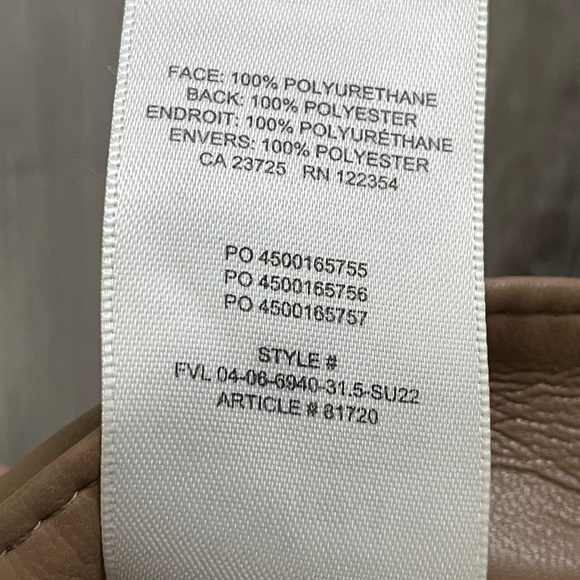 FACE: 100% POLYURETHANE
BACK: 100% POLYESTER
ENDROIT: 100% POLYURÉTHANE
ENVERS: 100% POLYESTER
CA 23725 RN 122354
PO 4500165755
PO 4500165756
PO 4500165757
STYLE #
FVL 04-06-6940-31.5-SU22
ARTICLE # 81720